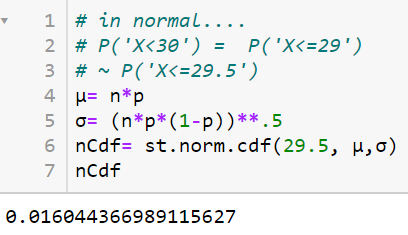 1 # in normal....
2 # P('X<30') =  P('X<=29')
3 # ~ P('X<=29.5')
4 μ= n*p
5 σ= (n*p*(1-p))**.5
6 nCdf= st.norm.cdf(29.5, μ,σ)
7 nCdf
0.016044366989115627